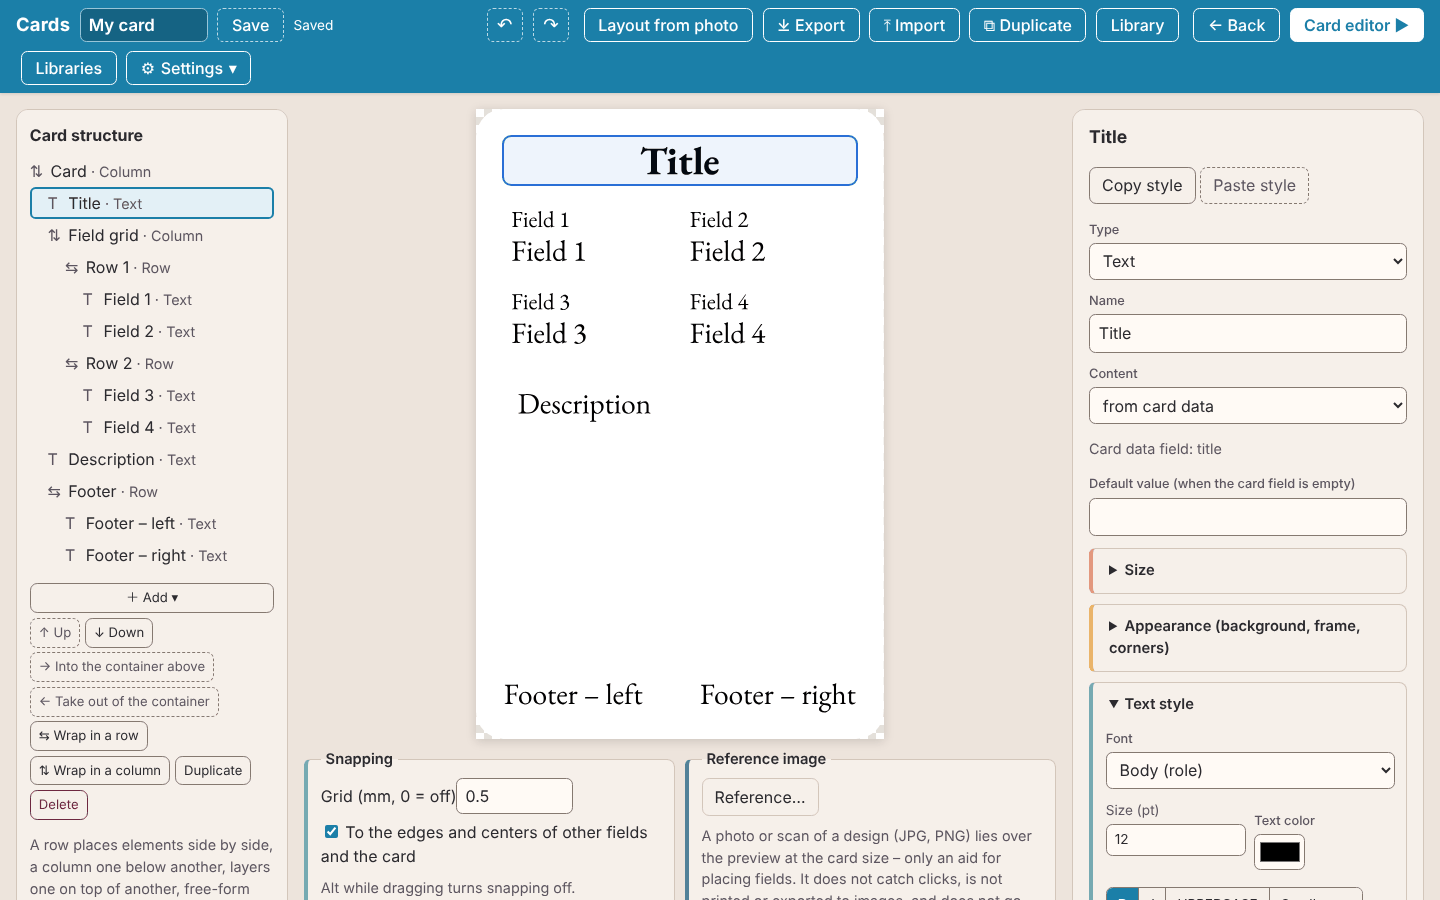 Cards
My card
Save
Saved
↶
↷
Layout from photo
Export
Import
Duplicate
Library
← Back
Card editor ▶
Libraries
⚙ Settings ▾
Card structure
⇅ Card · Column
T Title · Text
⇅ Field grid · Column
⇆ Row 1 · Row
T Field 1 · Text
T Field 2 · Text
⇆ Row 2 · Row
T Field 3 · Text
T Field 4 · Text
T Description · Text
⇆ Footer · Row
T Footer – left · Text
T Footer – right · Text
+ Add ▾
↑ Up
↓ Down
→ Into the container above
← Take out of the container
⇆ Wrap in a row
⇅ Wrap in a column
Duplicate
Delete
A row places elements side by side,
a column one below another, layers
one on top of another, free-form
Title
Field 1
Field 2
Field 1
Field 2
Field 3
Field 4
Field 3
Field 4
Description
Footer – left
Footer – right
Snapping
Grid (mm, 0 = off)
0.5
To the edges and centers of other fields
and the card
Alt while dragging turns snapping off.
Reference image
Reference...
A photo or scan of a design (JPG, PNG) lies over
the preview at the card size – only an aid for
placing fields. It does not catch clicks, is not
Title
Copy style
Paste style
Type
Text
Name
Title
Content
from card data
Card data field: title
Default value (when the card field is empty)
▶ Size
▶ Appearance (background, frame,
corners)
▼ Text style
Font
Body (role)
Size (pt)
Text color
12